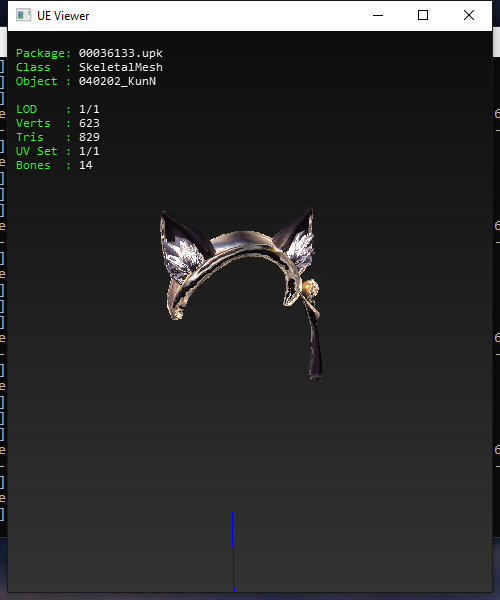 UE Viewer
Package: 00036133.upk
Class  : SkeletalMesh
Object : 040202_KunN
LOD    : 1/1
Verts  : 623
Tris   : 829
UV Set : 1/1
Bones  : 14